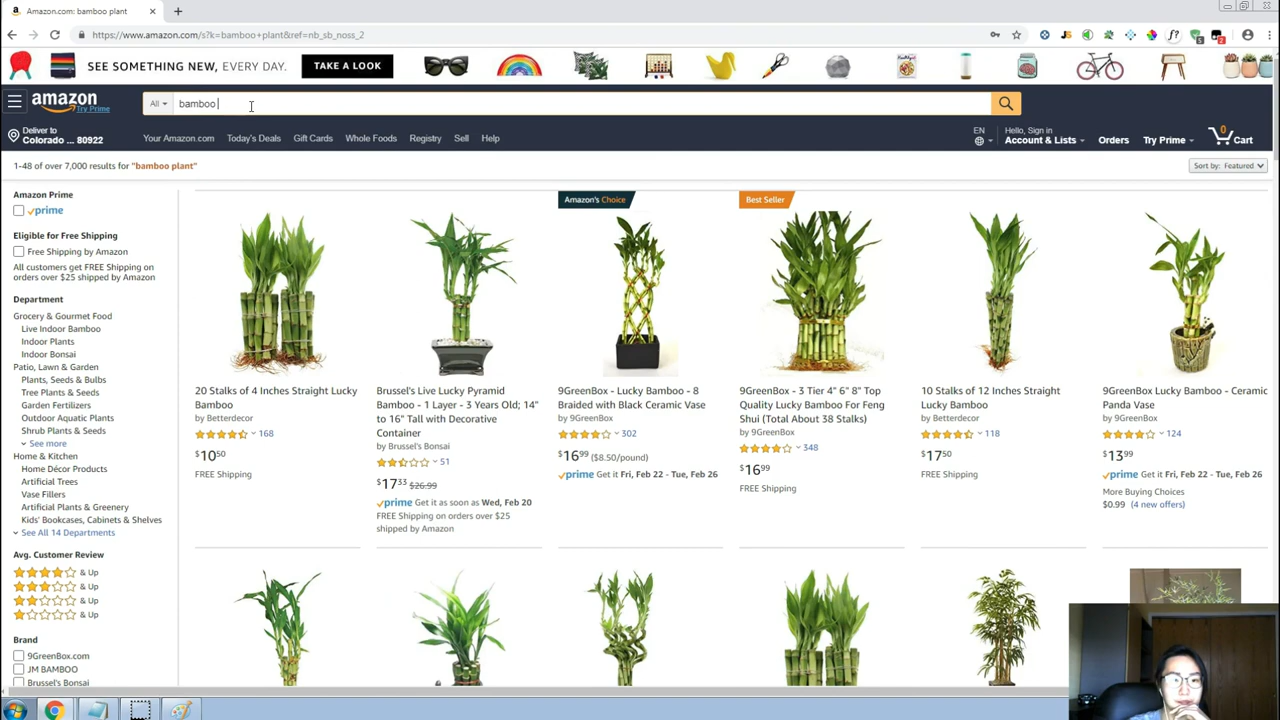 Amazon.com: bamboo plant
https://www.amazon.com/s?k=bamboo+plant&ref=nb_sb_noss_2
SEE SOMETHING NEW, EVERY DAY.
TAKE A LOOK
amazon
Try Prime
All
bamboo
Deliver to
Colorado ... 80922
Your Amazon.com
Today's Deals
Gift Cards
Whole Foods
Registry
Sell
Help
EN
Hello, Sign in
Account & Lists
Orders
Try Prime
0
Cart
1-48 of over 7,000 results for "bamboo plant"
Sort by: Featured
Amazon Prime
prime
Eligible for Free Shipping
Free Shipping by Amazon
All customers get FREE Shipping on
orders over $25 shipped by Amazon
Department
Grocery & Gourmet Food
Live Indoor Bamboo
Indoor Plants
Indoor Bonsai
Patio, Lawn & Garden
Plants, Seeds & Bulbs
Tree Plants & Seeds
Garden Fertilizers
Outdoor Aquatic Plants
Shrub Plants & Seeds
See more
Home & Kitchen
Home Décor Products
Artificial Trees
Vase Fillers
Artificial Plants & Greenery
Kids' Bookcases, Cabinets & Shelves
See All 14 Departments
Avg. Customer Review
& Up
& Up
& Up
& Up
Brand
9GreenBox.com
JM BAMBOO
Brussel's Bonsai
20 Stalks of 4 Inches Straight Lucky
Bamboo
by Betterdecor
168
$10⁵⁰
FREE Shipping
Brussel's Live Lucky Pyramid
Bamboo - 1 Layer - 3 Years Old; 14"
to 16" Tall with Decorative
Container
by Brussel's Bonsai
51
$17³³ $26.99
prime Get it as soon as Wed, Feb 20
FREE Shipping on orders over $25
shipped by Amazon
Amazon's Choice
9GreenBox - Lucky Bamboo - 8
Braided with Black Ceramic Vase
by 9GreenBox
302
$16⁹⁹ ($8.50/pound)
prime Get it Fri, Feb 22 - Tue, Feb 26
Best Seller
9GreenBox - 3 Tier 4" 6" 8" Top
Quality Lucky Bamboo For Feng
Shui (Total About 38 Stalks)
by 9GreenBox
348
$16⁹⁹
FREE Shipping
10 Stalks of 12 Inches Straight
Lucky Bamboo
by Betterdecor
118
$17⁵⁰
FREE Shipping
9GreenBox Lucky Bamboo - Ceramic
Panda Vase
by 9GreenBox
124
$13⁹⁹
prime Get it Fri, Feb 22 - Tue, Feb 26
More Buying Choices
$0.99 (4 new offers)